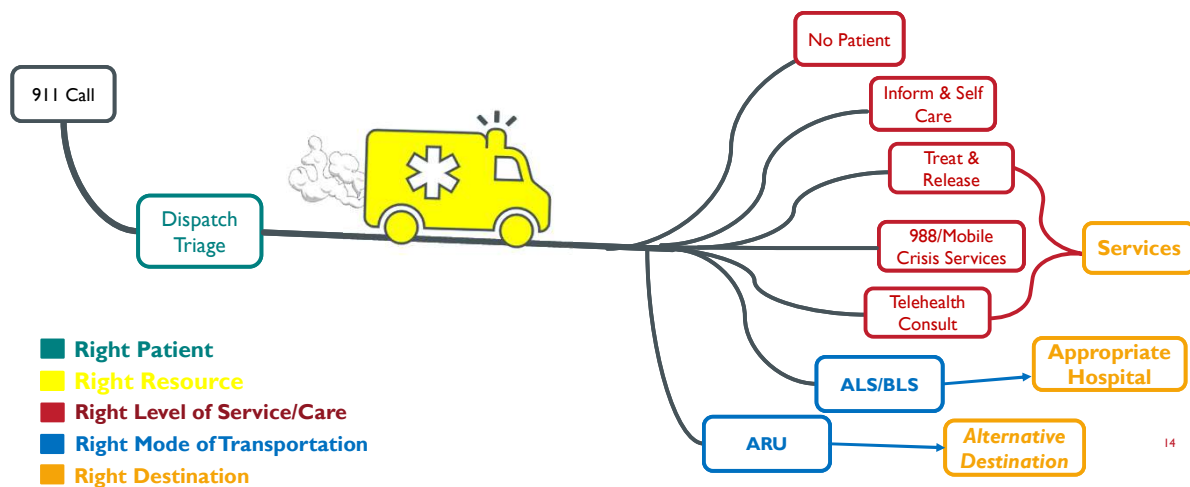 911 Call
Dispatch
Triage
No Patient
Inform & Self
Care
Treat &
Release
988/Mobile
Crisis Services
Telehealth
Consult
Services
ALS/BLS
Appropriate
Hospital
ARU
Alternative
Destination
Right Patient
Right Resource
Right Level of Service/Care
Right Mode of Transportation
Right Destination
14